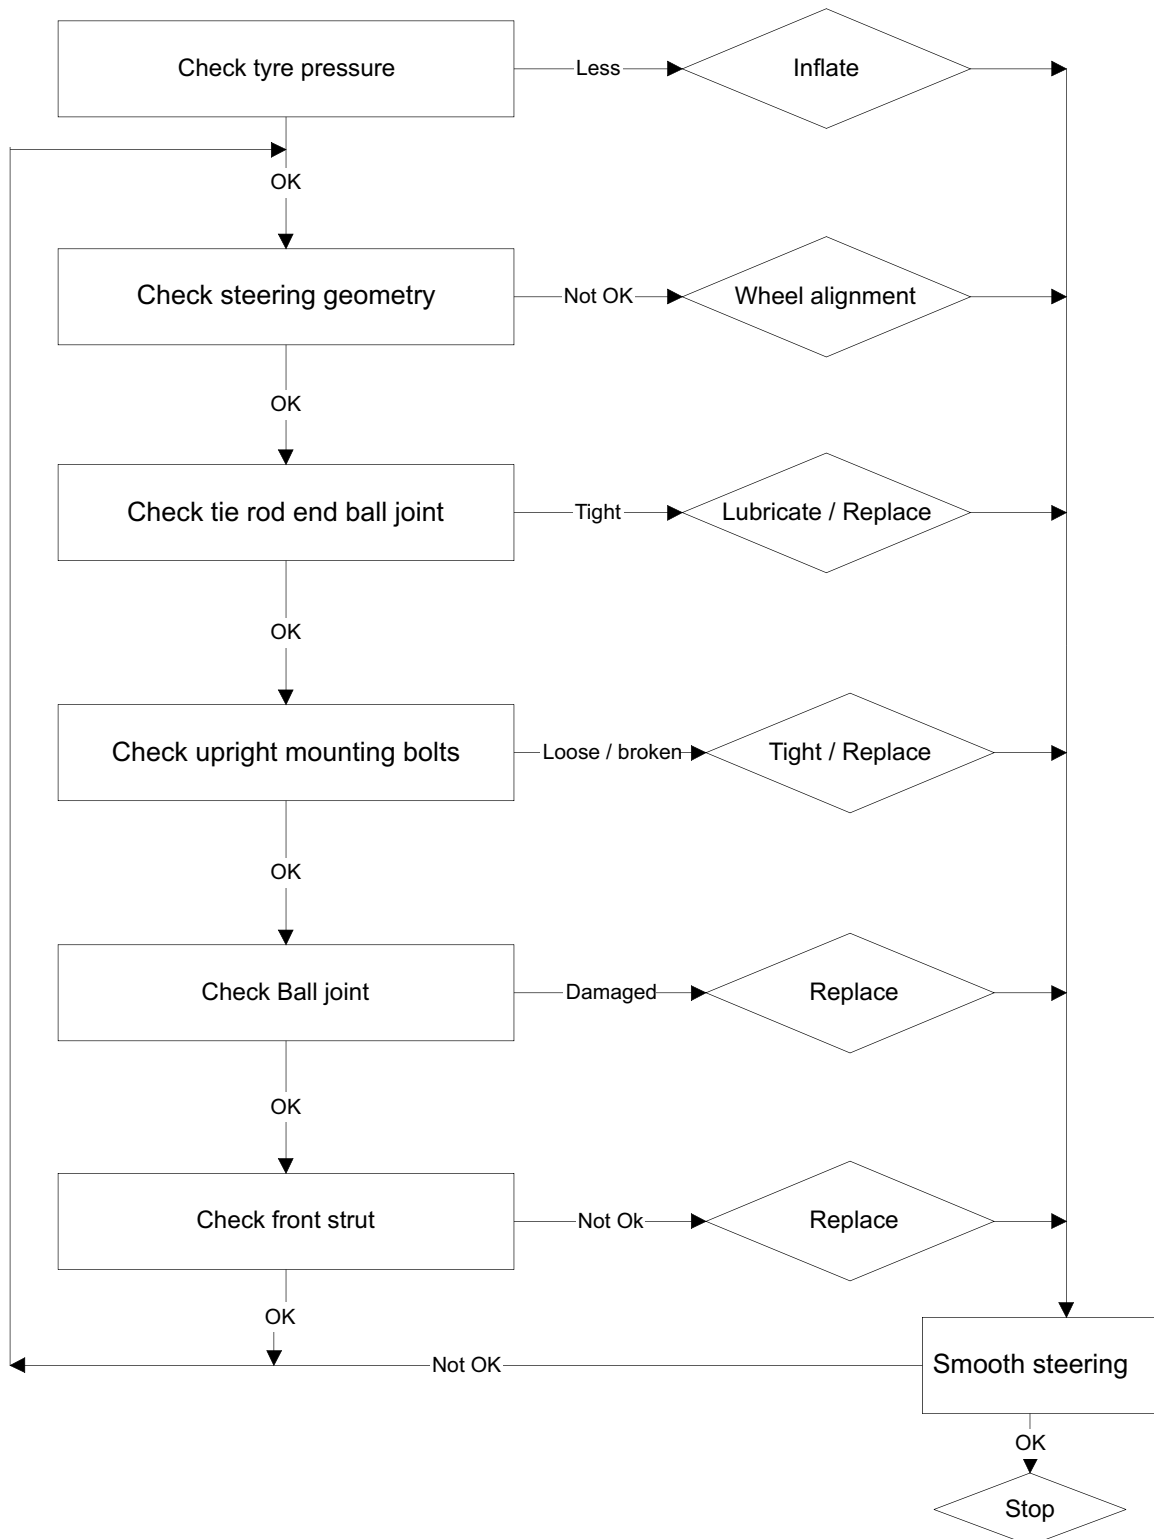 Check tyre pressure
Less
Inflate
OK
Check steering geometry
Not OK
Wheel alignment
OK
Check tie rod end ball joint
Tight
Lubricate / Replace
OK
Check upright mounting bolts
Loose / broken
Tight / Replace
OK
Check Ball joint
Damaged
Replace
OK
Check front strut
Not Ok
Replace
OK
Not OK
Smooth steering
OK
Stop